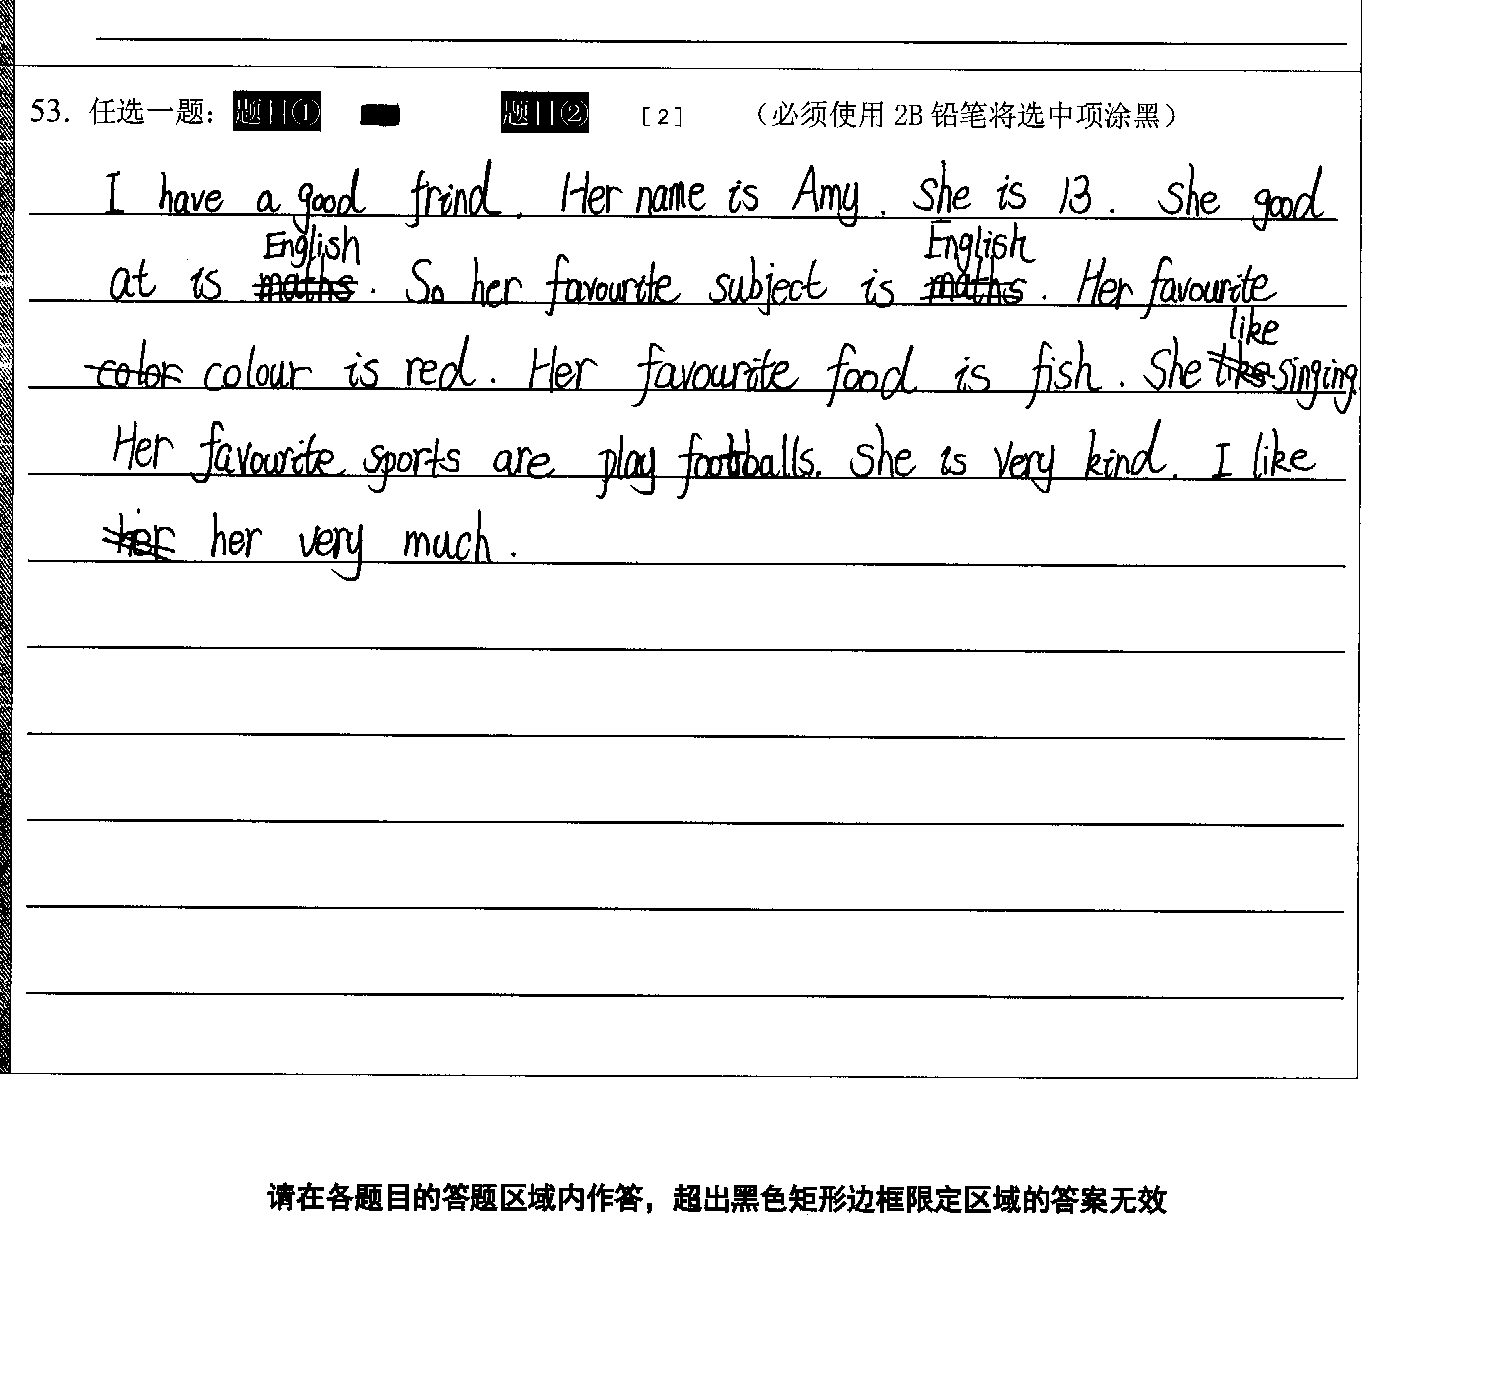 53. 任选一题： 题目① 题目② [2] （必须使用 2B 铅笔将选中项涂黑）
I have a good frind. Her name is Amy. She is 13. She good
at is maths English. So her favourite subject is maths English. Her favourite
color colour is red. Her favourite food is fish. She like like singing.
Her favourite sports are play footballs. She is very kind. I like
her very much.
请在各题目的答题区域内作答，超出黑色矩形边框限定区域的答案无效